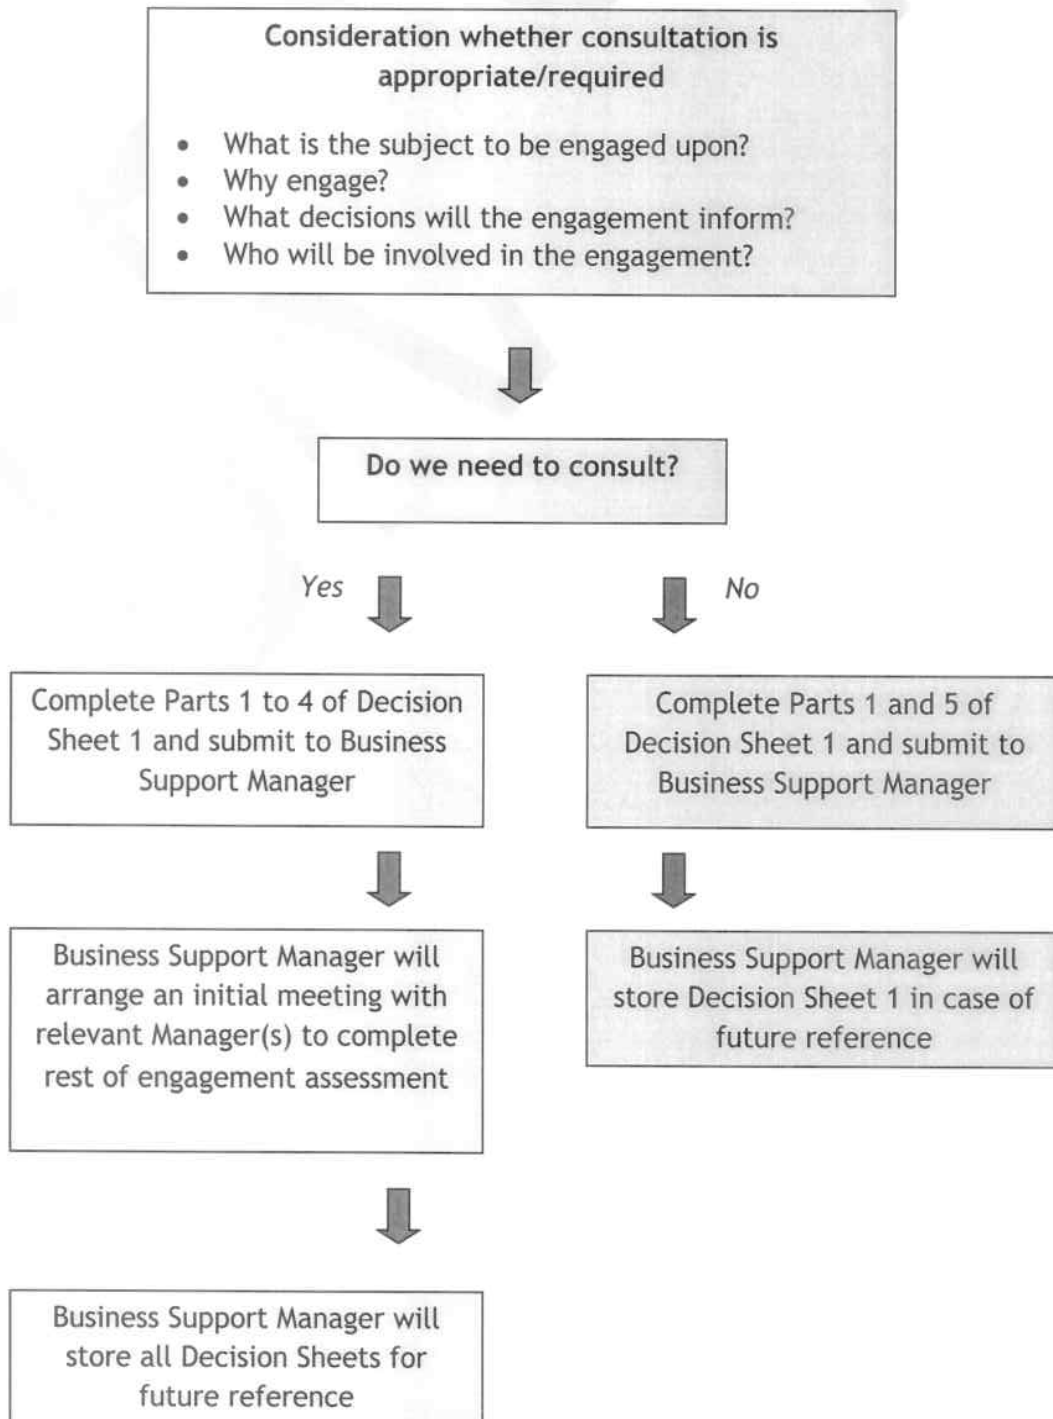 Consideration whether consultation is
appropriate/required
• What is the subject to be engaged upon?
• Why engage?
• What decisions will the engagement inform?
• Who will be involved in the engagement?
Do we need to consult?
Yes
No
Complete Parts 1 to 4 of Decision
Sheet 1 and submit to Business
Support Manager
Complete Parts 1 and 5 of
Decision Sheet 1 and submit to
Business Support Manager
Business Support Manager will
arrange an initial meeting with
relevant Manager(s) to complete
rest of engagement assessment
Business Support Manager will
store Decision Sheet 1 in case of
future reference
Business Support Manager will
store all Decision Sheets for
future reference